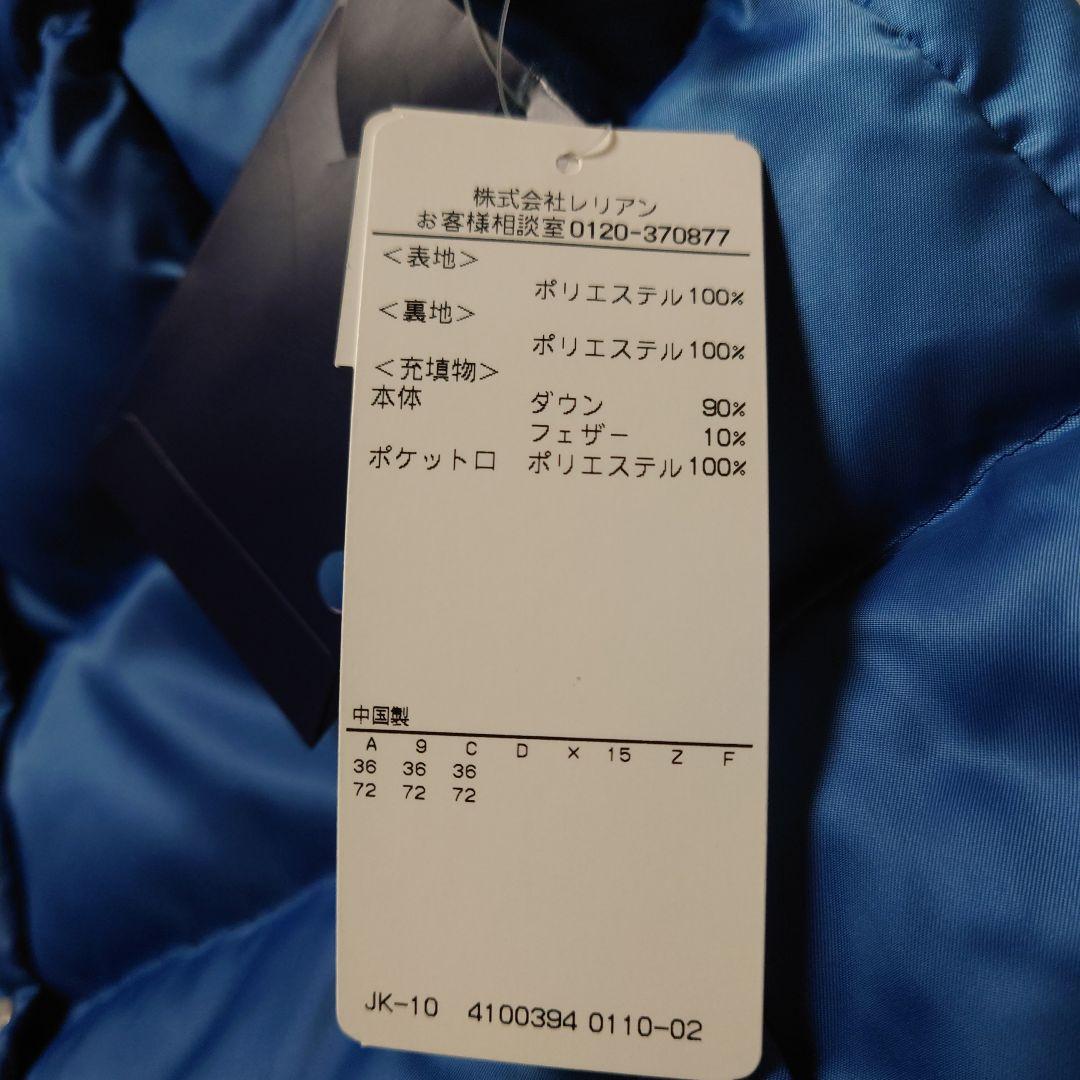 株式会社レリアン
お客様相談室0120-370877
<表地>
ポリエステル100%
<裏地>
ポリエステル100%
<充填物>
本体 ダウン 90%
フェザー 10%
ポケット口 ポリエステル100%
中国製
A 9 C D X 15 Z F
36 36 36
72 72 72
JK-10 4100394 0110-02